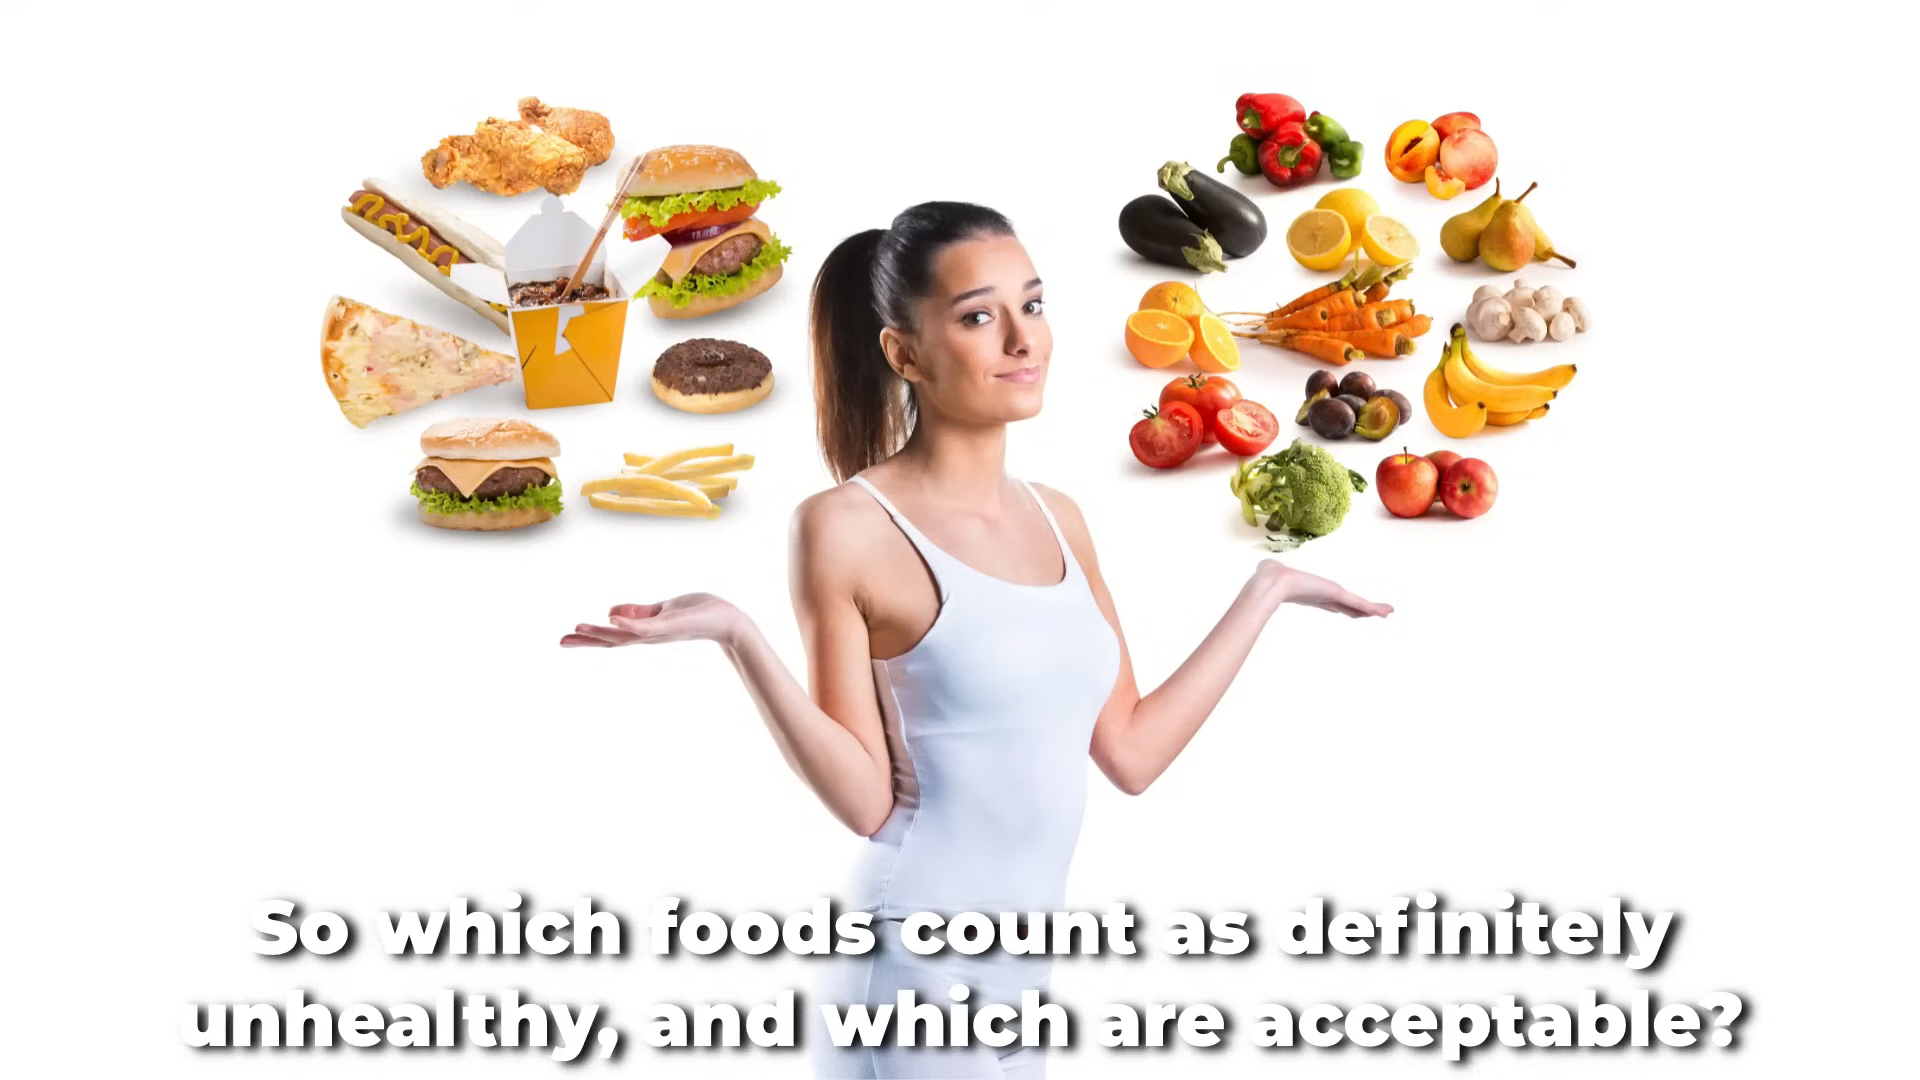 So which foods count as definitely
unhealthy, and which are acceptable?